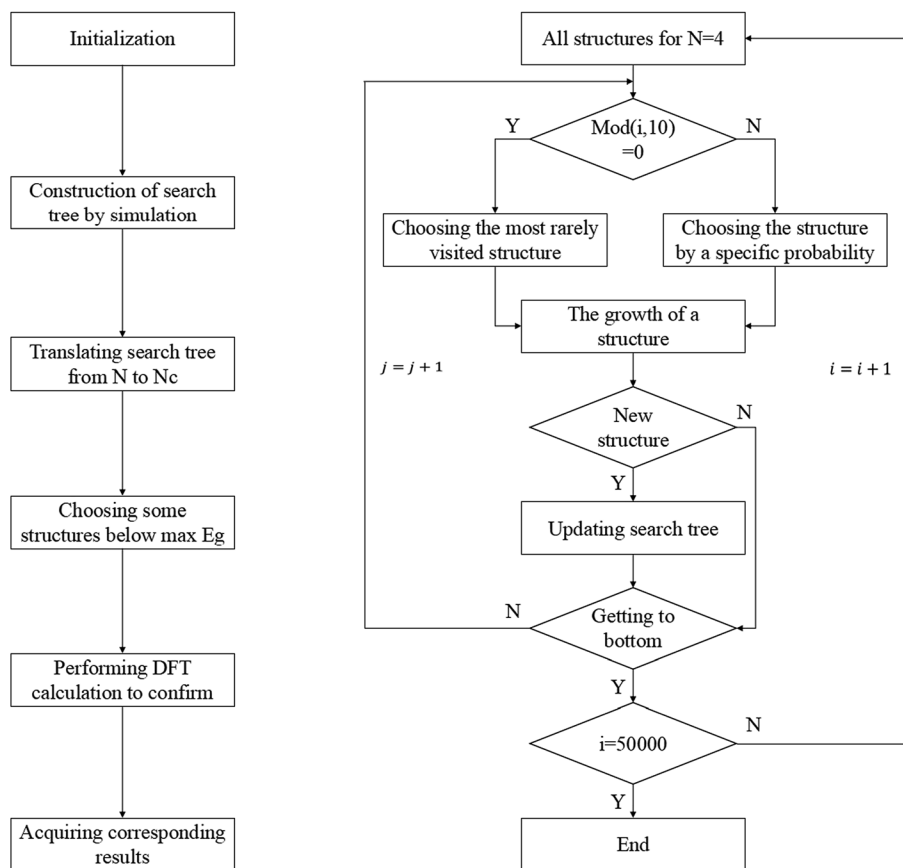 Initialization
Construction of search
tree by simulation
Translating search tree
from N to Nc
Choosing some
structures below max Eg
Performing DFT
calculation to confirm
Acquiring corresponding
results
All structures for N=4
Mod(i,10)
=0
Y
N
Choosing the most rarely
visited structure
Choosing the structure
by a specific probability
The growth of a
structure
j = j + 1
i = i + 1
New
structure
N
Y
Updating search tree
Getting to
bottom
N
Y
i=50000
N
Y
End